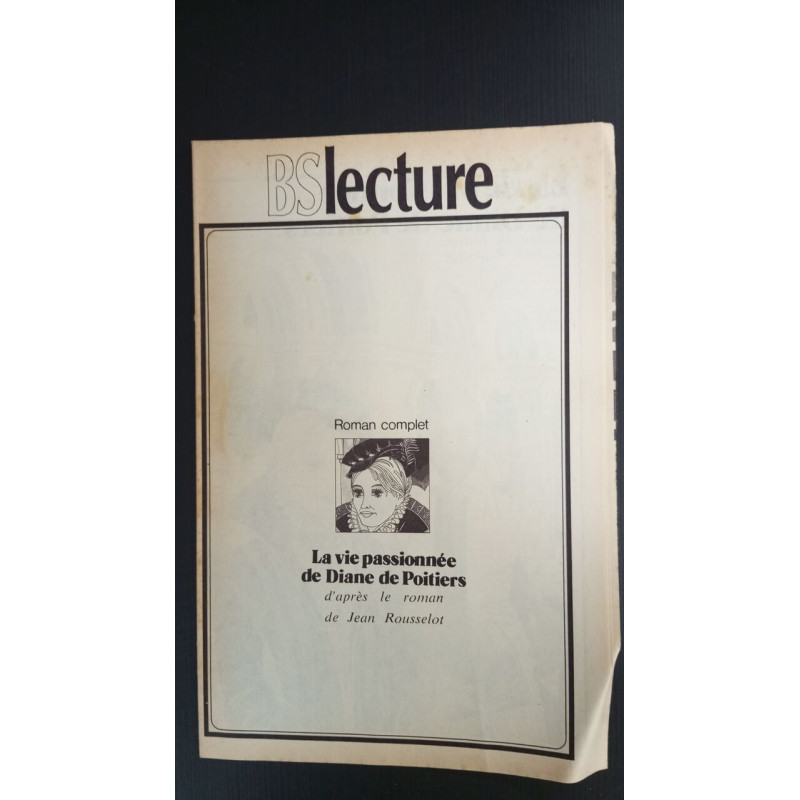 BSlecture
Roman complet
La vie passionnée
de Diane de Poitiers
d'après le roman
de Jean Rousselot